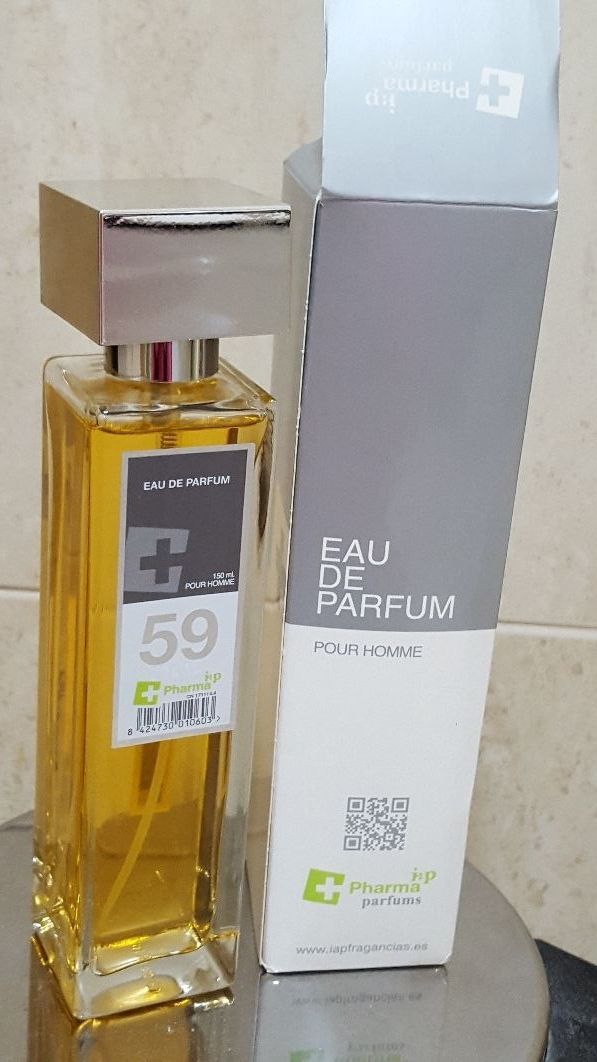 EAU DE PARFUM
150 ml.
POUR HOMME
59
iap
Pharma
8 424730 010603 >
iap
Pharma
parfums
EAU
DE
PARFUM
POUR HOMME
iap
Pharma
parfums
www.iapfragancias.es